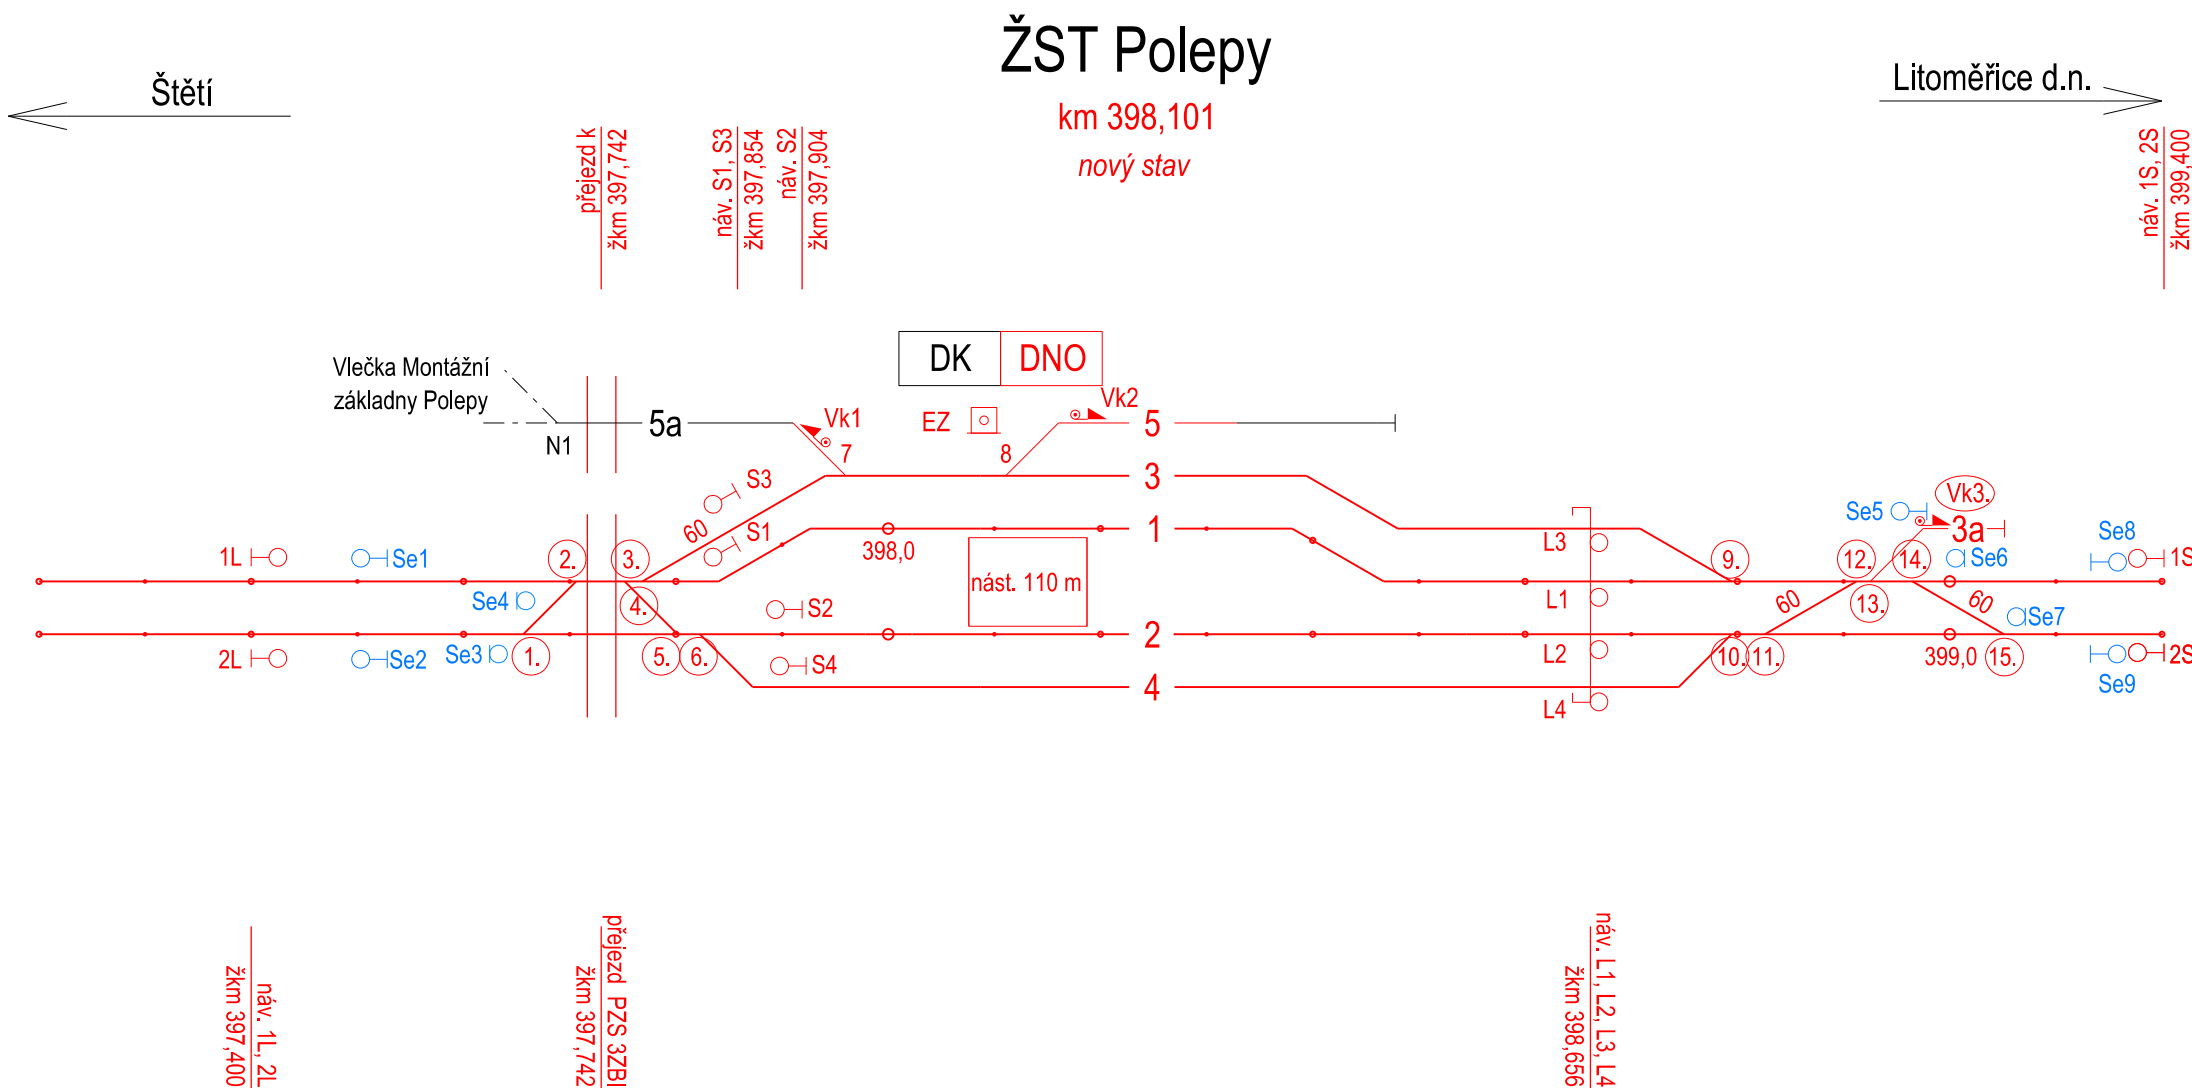 ŽST Polepy
km 398,101
nový stav
Štětí
Litoměřice d.n.
přejezd k
žkm 397,742
náv. S1, S3
žkm 397,854
náv. S2
žkm 397,904
náv. 1S, 2S
žkm 399,400
DK DNO
Vlečka Montážní
základny Polepy
N1
5a
Vk1
7
EZ
8
Vk2
5
3
S3
60
S1
1
398,0
nást. 110 m
L3
Se5
Vk3.
3a
Se8
1L
Se1
2.
3.
9.
12.
14.
Se6
1S
Se4
4.
S2
L1
60
13.
60
Se7
2L
Se2
Se3
1.
5.
6.
S4
2
L2
10.
11.
399,0
15.
2S
Se9
4
L4
náv. 1L, 2L
žkm 397,400
přejezd PZS 3ZBI
žkm 397,742
náv. L1, L2, L3, L4
žkm 398,656